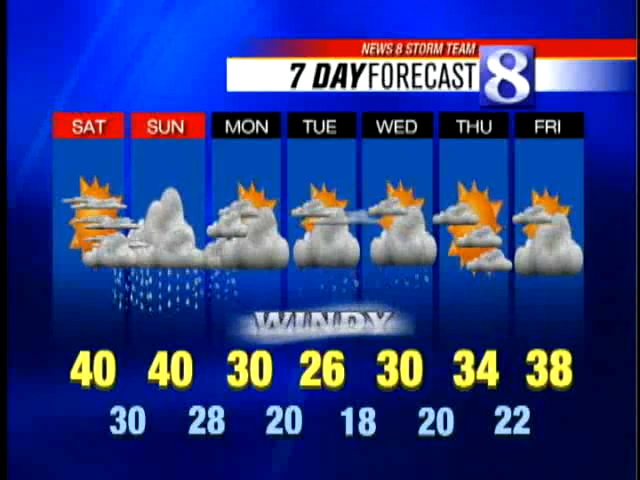 NEWS 8 STORM TEAM
7 DAY FORECAST 8
SAT SUN MON TUE WED THU FRI
WINDY
40 40 30 26 30 34 38
30 28 20 18 20 22